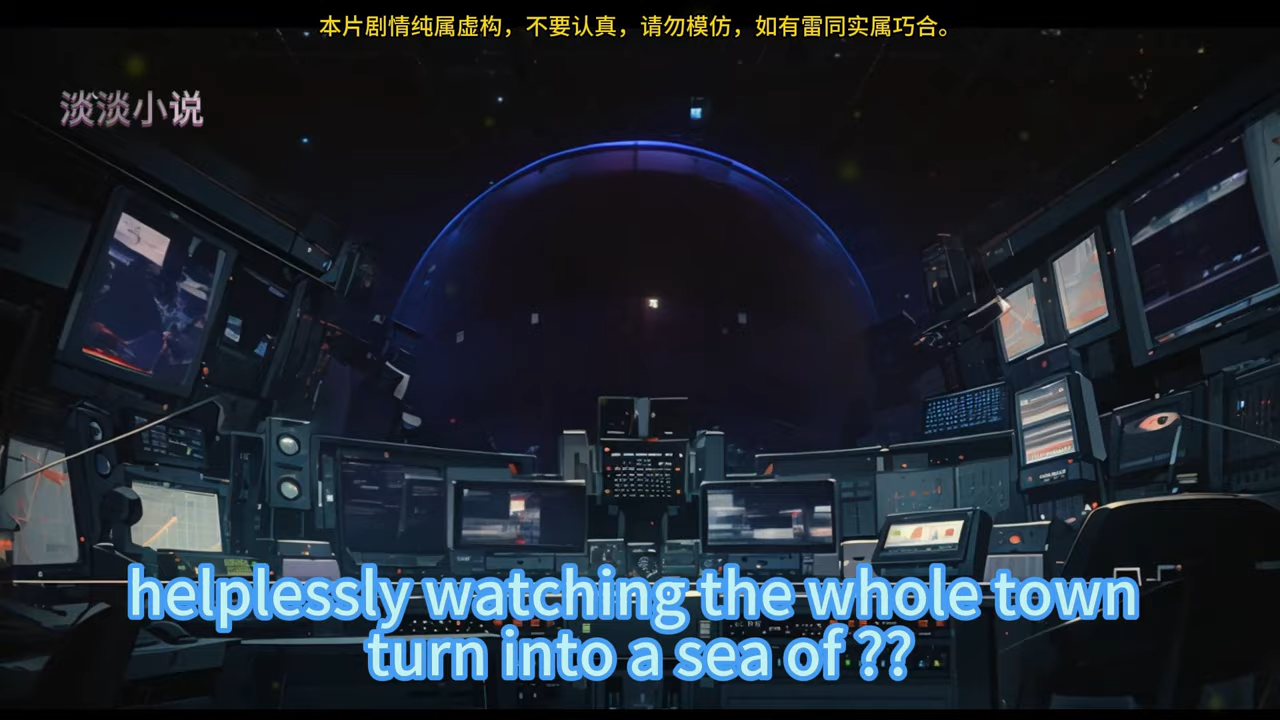 本片剧情纯属虚构，不要认真，请勿模仿，如有雷同实属巧合。
淡淡小说
helplessly watching the whole town
turn into a sea of ??